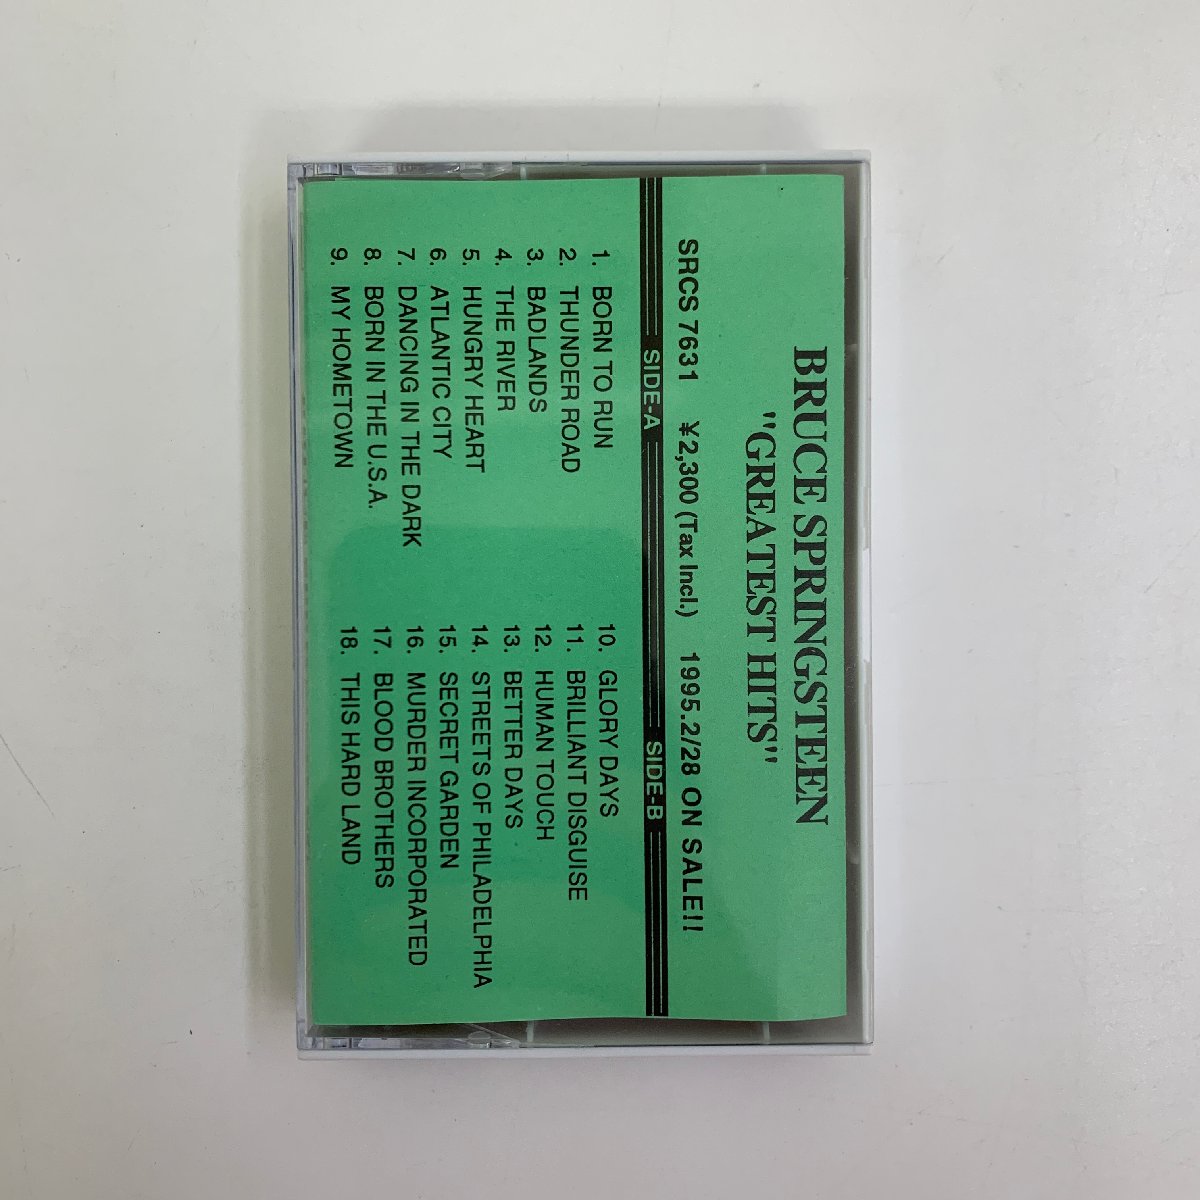 BRUCE SPRINGSTEEN
"GREATEST HITS"
SRCS 7631 ¥2,300 (Tax Incl.) 1995.2/28 ON SALE!!
SIDE-A
1. BORN TO RUN
2. THUNDER ROAD
3. BADLANDS
4. THE RIVER
5. HUNGRY HEART
6. ATLANTIC CITY
7. DANCING IN THE DARK
8. BORN IN THE U.S.A.
9. MY HOMETOWN
SIDE-B
10. GLORY DAYS
11. BRILLIANT DISGUISE
12. HUMAN TOUCH
13. BETTER DAYS
14. STREETS OF PHILADELPHIA
15. SECRET GARDEN
16. MURDER INCORPORATED
17. BLOOD BROTHERS
18. THIS HARD LAND